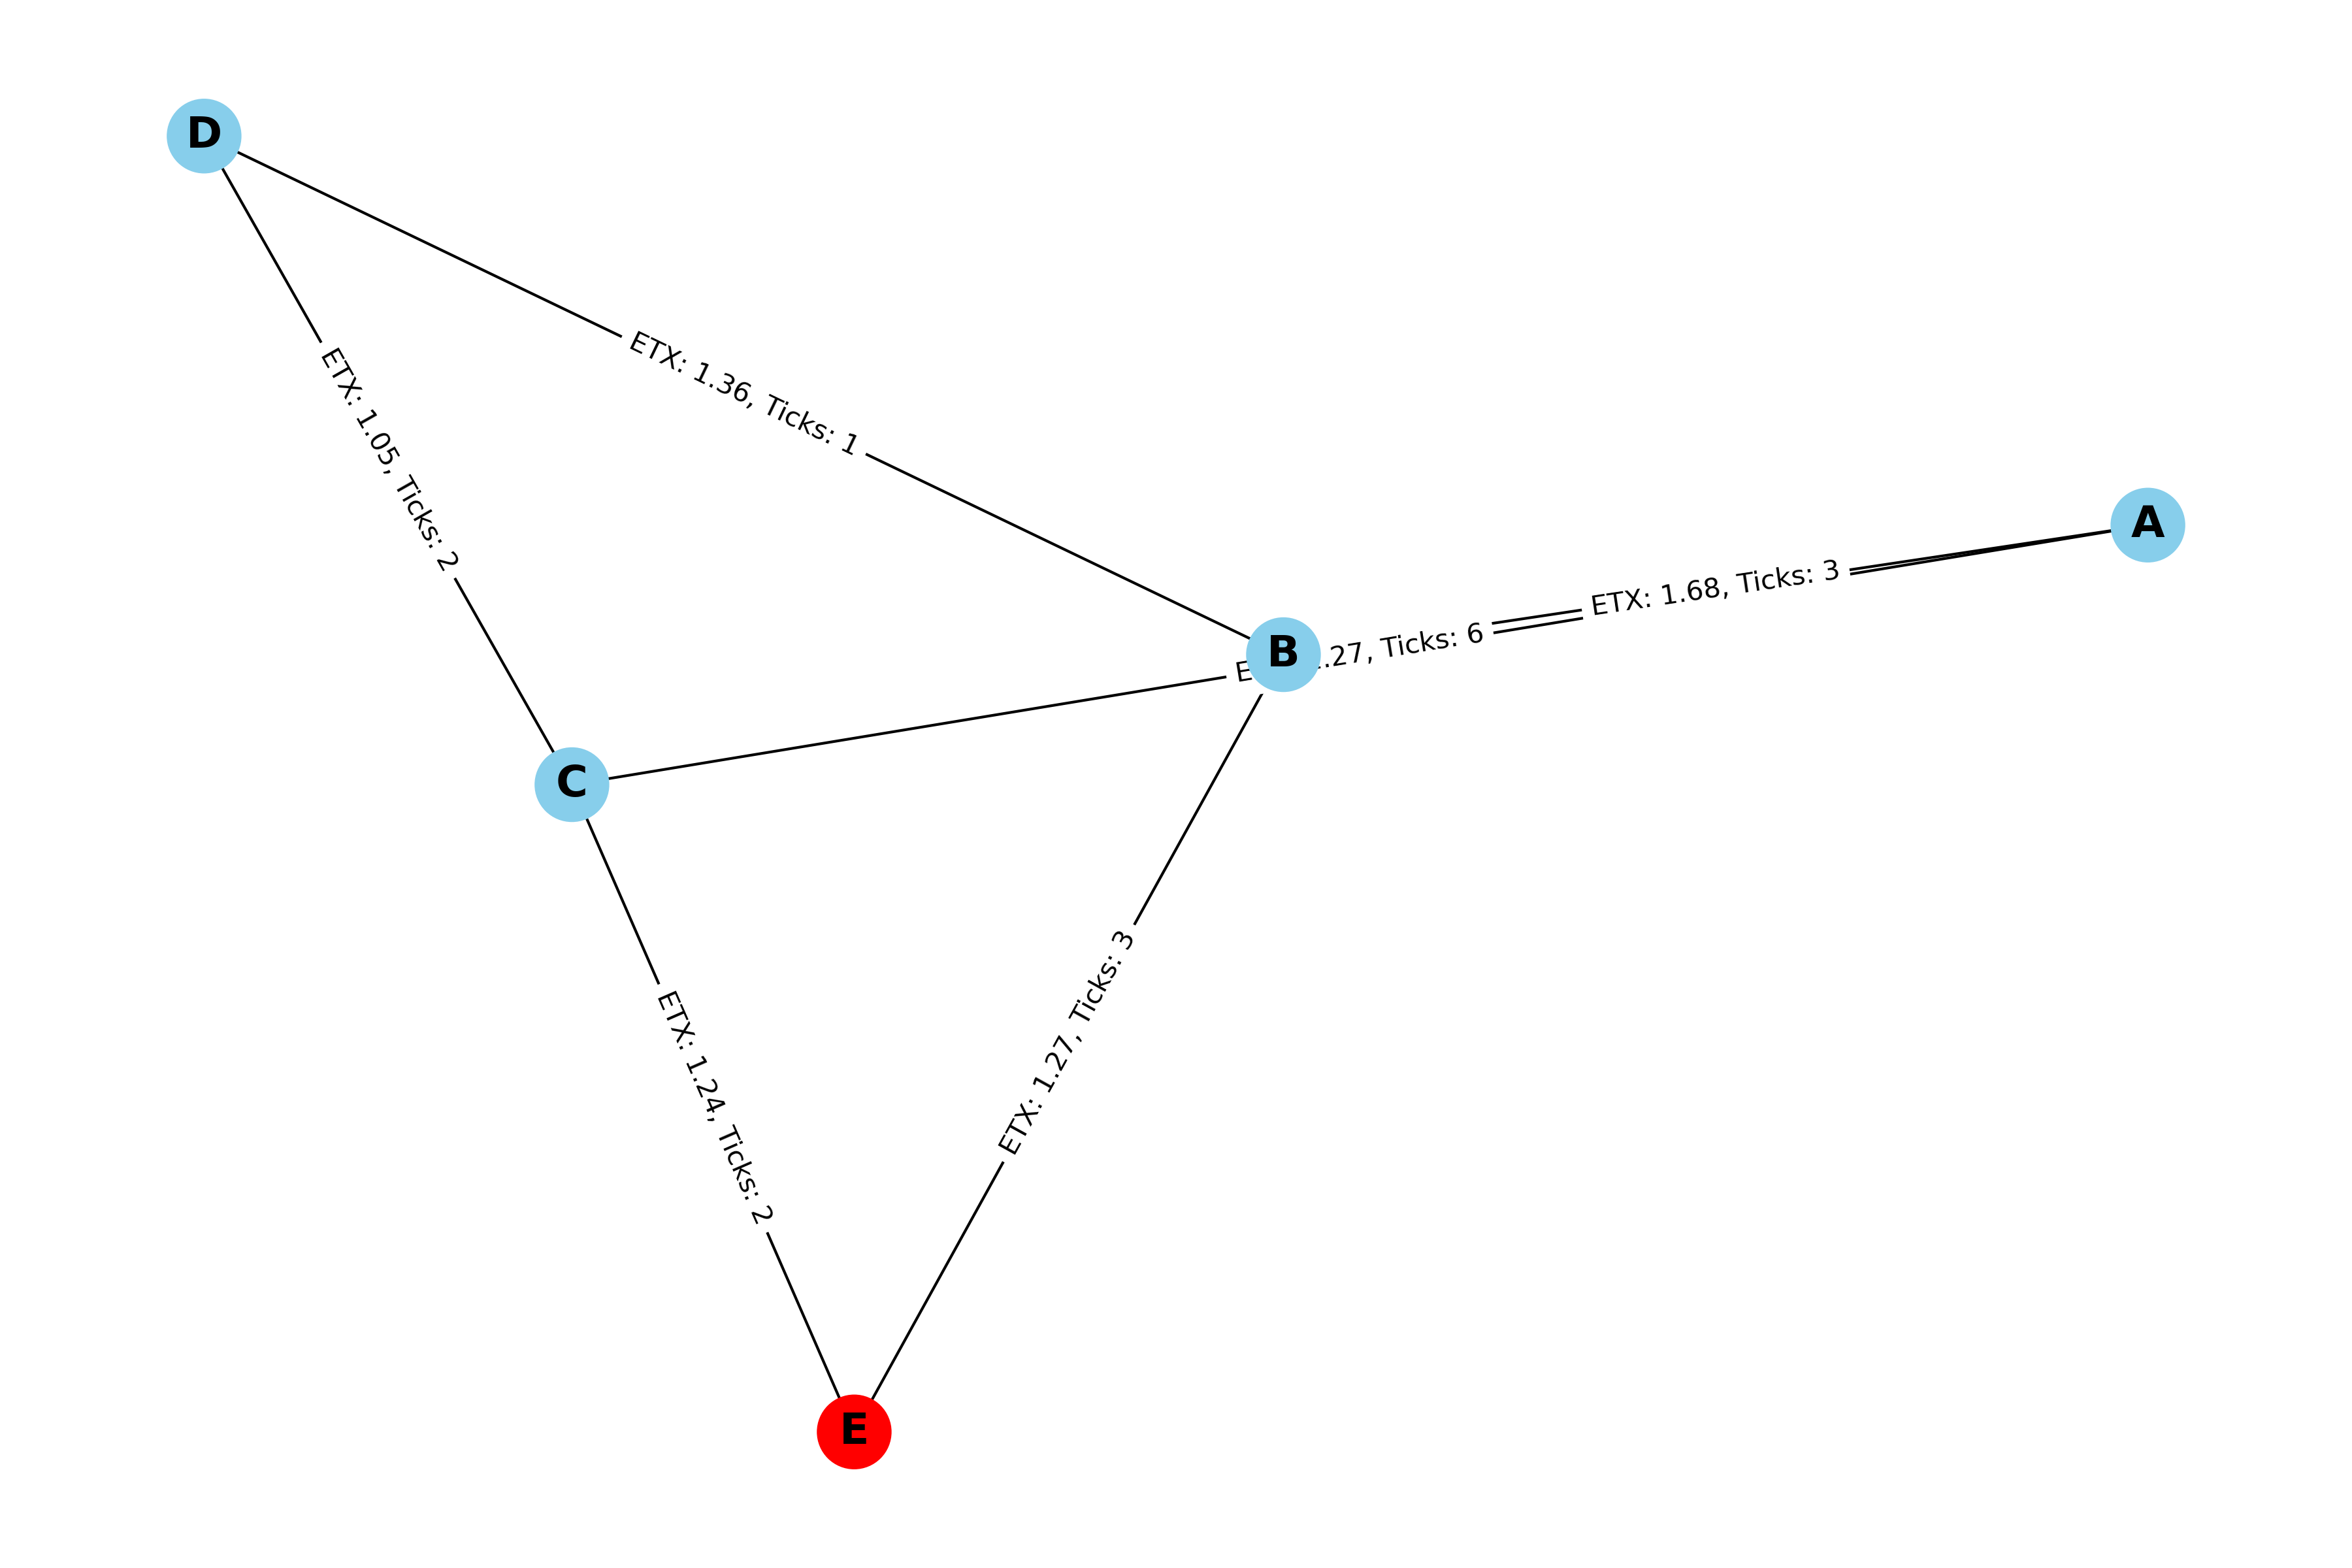 D
ETX: 1.36, Ticks: 1
ETX: 1.05, Ticks: 2
A
ETX: 1.68, Ticks: 3
B
.27, Ticks: 6
C
ETX: 1.27, Ticks: 3
ETX: 1.24, Ticks: 2
E